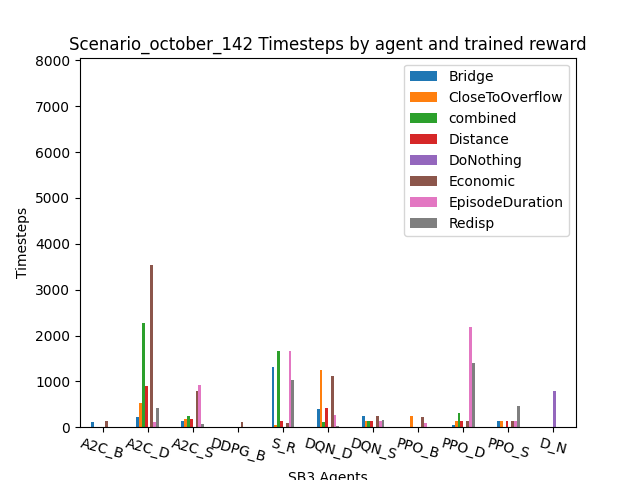 Scenario_october_142 Timesteps by agent and trained reward
8000
7000
6000
5000
4000
3000
2000
1000
0
Timesteps
Bridge
CloseToOverflow
combined
Distance
DoNothing
Economic
EpisodeDuration
Redisp
A2C_B
A2C_D
A2C_S
DDPG_B
S_R
DQN_D
DQN_S
PPO_B
PPO_D
PPO_S
D_N
SB3 Agents